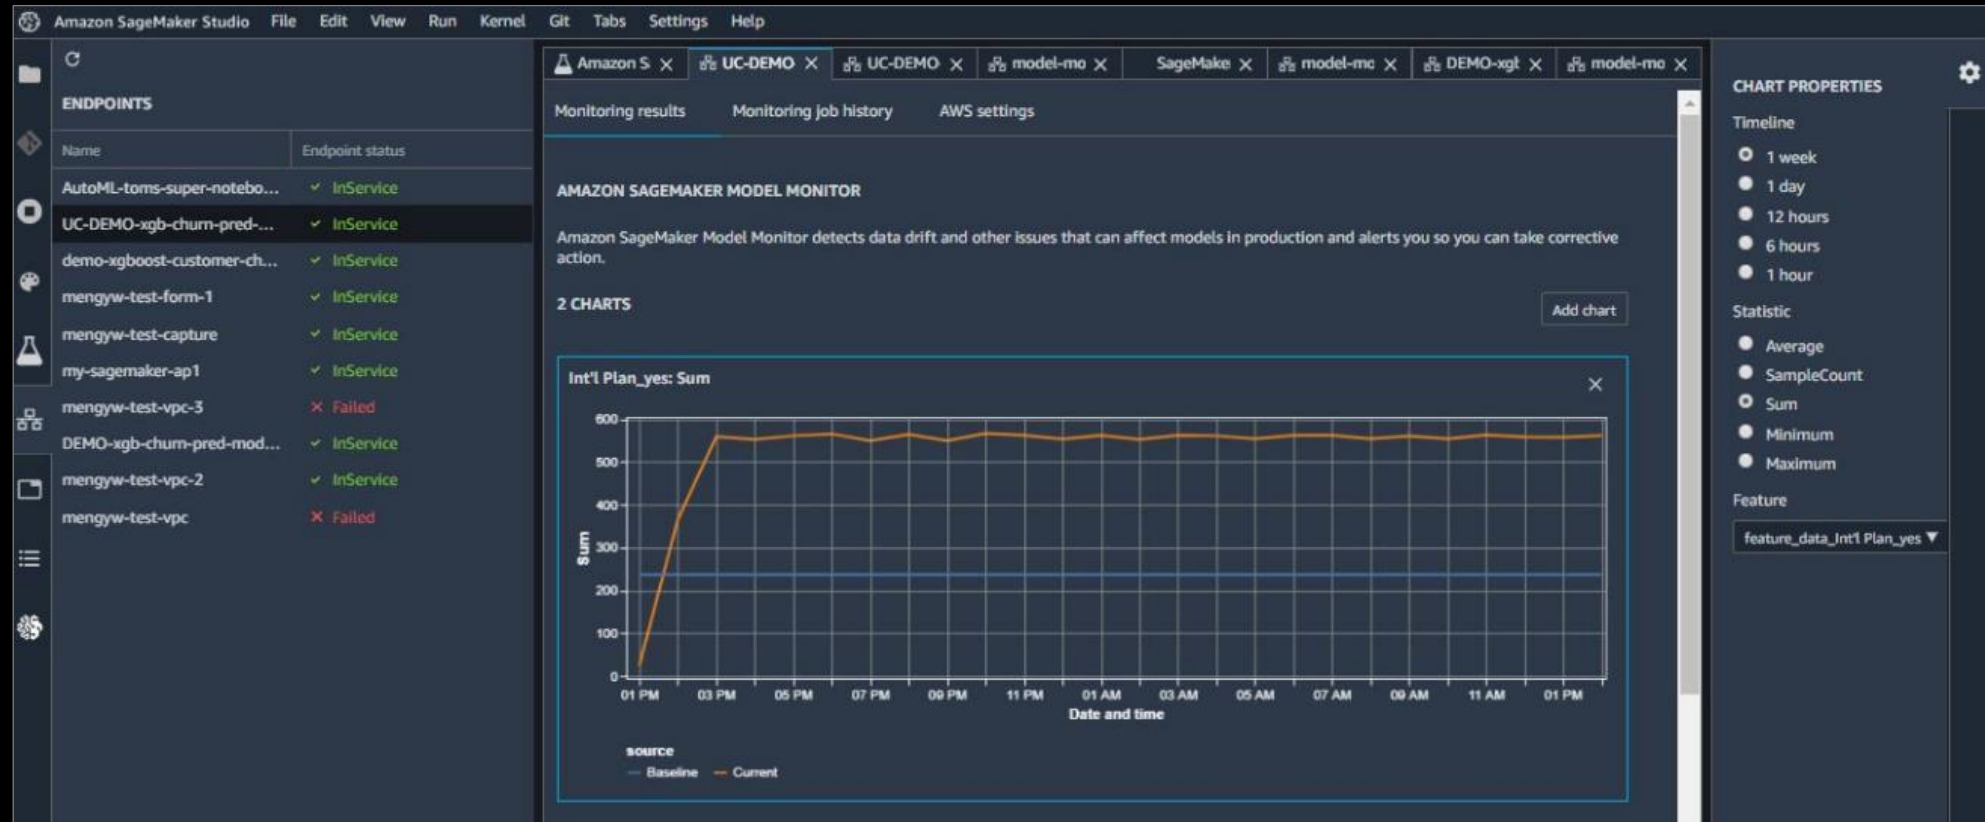 Amazon SageMaker Studio File Edit View Run Kernel Git Tabs Settings Help
ENDPOINTS
Name Endpoint status
AutoML-toms-super-notebo... InService
UC-DEMO-xgb-churn-pred-... InService
demo-xgboost-customer-ch... InService
mengyw-test-form-1 InService
mengyw-test-capture InService
my-sagemaker-ap1 InService
mengyw-test-vpc-3 Failed
DEMO-xgb-churn-pred-mod... InService
mengyw-test-vpc-2 InService
mengyw-test-vpc Failed
Amazon S UC-DEMO UC-DEMO model-mo SageMake model-mo DEMO-xgb model-mo
Monitoring results Monitoring job history AWS settings
AMAZON SAGEMAKER MODEL MONITOR
Amazon SageMaker Model Monitor detects data drift and other issues that can affect models in production and alerts you so you can take corrective
action.
2 CHARTS
Add chart
Int'l Plan_yes: Sum
600
500
400
300
200
100
0
Sum
01 PM 03 PM 05 PM 07 PM 09 PM 11 PM 01 AM 03 AM 05 AM 07 AM 09 AM 11 AM 01 PM
Date and time
source
Baseline Current
CHART PROPERTIES
Timeline
1 week
1 day
12 hours
6 hours
1 hour
Statistic
Average
SampleCount
Sum
Minimum
Maximum
Feature
feature_data_Int'l Plan_yes